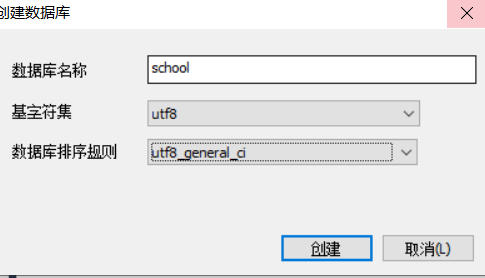 创建数据库
数据库名称
school
基字符集
utf8
数据库排序规则
utf8_general_ci
创建
取消(L)